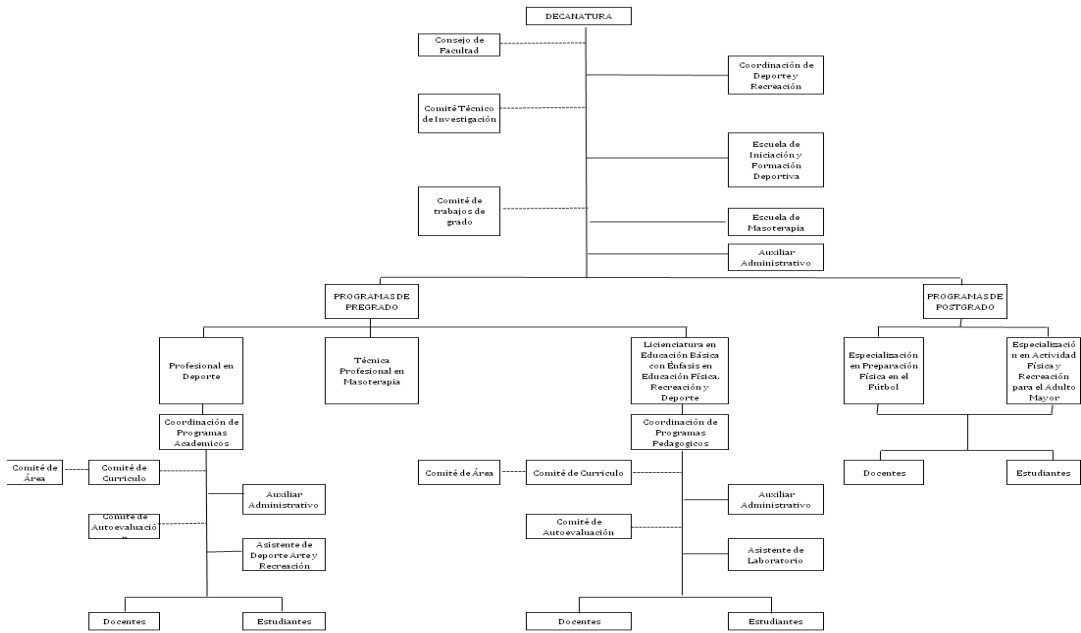 DECANATURA
Consejo de
Facultad
Coordinación de
Deporte y
Recreación
Comité Técnico
de Investigación
Escuela de
Iniciación y
Formación
Deportiva
Comité de
trabajos de
grado
Escuela de
Masoterapia
Auxiliar
Administrativo
PROGRAMAS DE
PREGRADO
PROGRAMAS DE
POSTGRADO
Profesional en
Deporte
Técnica
Profesional en
Masoterapia
Licienciatura en
Educación Básica
con Énfasis en
Educación Física,
Recreación y
Deporte
Especialización
en Preparación
Física en el
Fútbol
Especializació
n en Actividad
Física y
Recreación
para el Adulto
Mayor
Coordinación de
Programas
Academicos
Coordinación de
Programas
Pedagogicos
Comité de
Área
Comité de
Curriculo
Comité de Área
Comité de Curriculo
Docentes
Estudiantes
Auxiliar
Administrativo
Auxiliar
Administrativo
Comité de
Autoevaluació
Comité de
Autoevaluación
Asistente de
Deporte Arte y
Recreación
Asistente de
Laboratorio
Docentes
Estudiantes
Docentes
Estudiantes